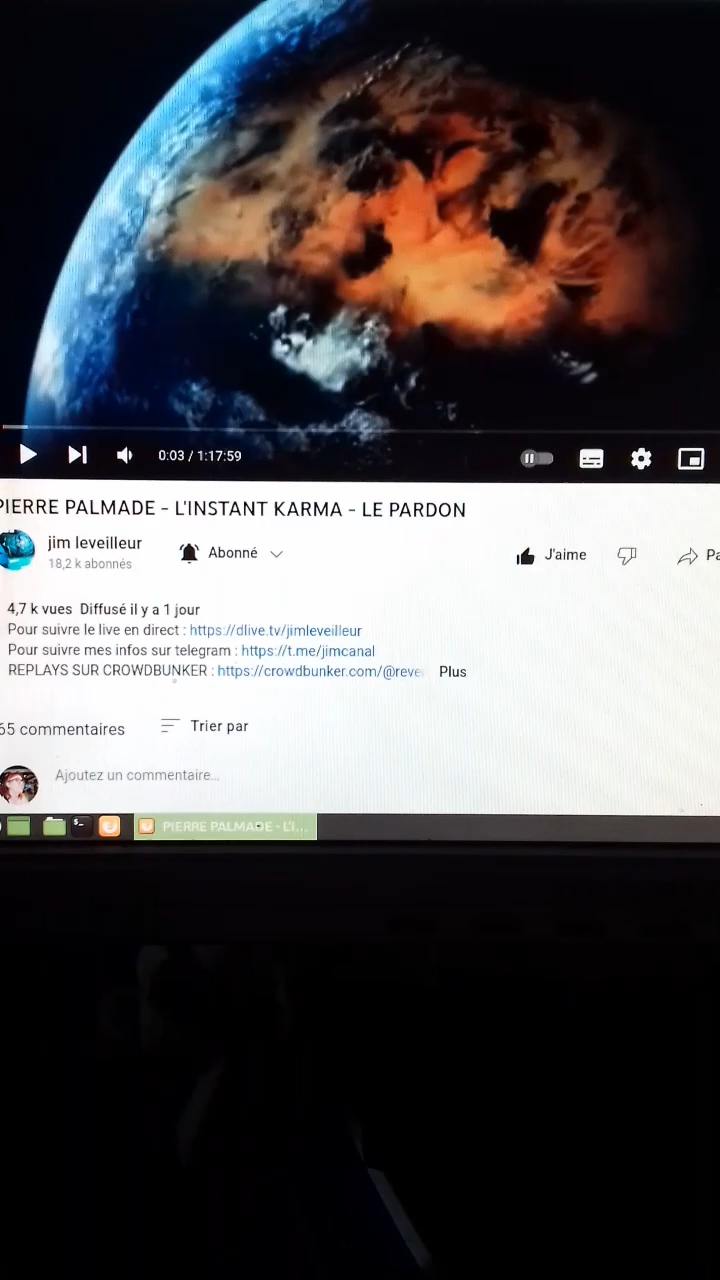 0:03 / 1:17:59
PIERRE PALMADE - L'INSTANT KARMA - LE PARDON
jim leveilleur
18,2 k abonnés
Abonné
J'aime
Pa
4,7 k vues Diffusé il y a 1 jour
Pour suivre le live en direct : https://dlive.tv/jimleveilleur
Pour suivre mes infos sur telegram : https://t.me/jimcanal
REPLAYS SUR CROWDBUNKER : https://crowdbunker.com/@reve Plus
65 commentaires
Trier par
Ajoutez un commentaire...
PIERRE PALMADE - L'I...